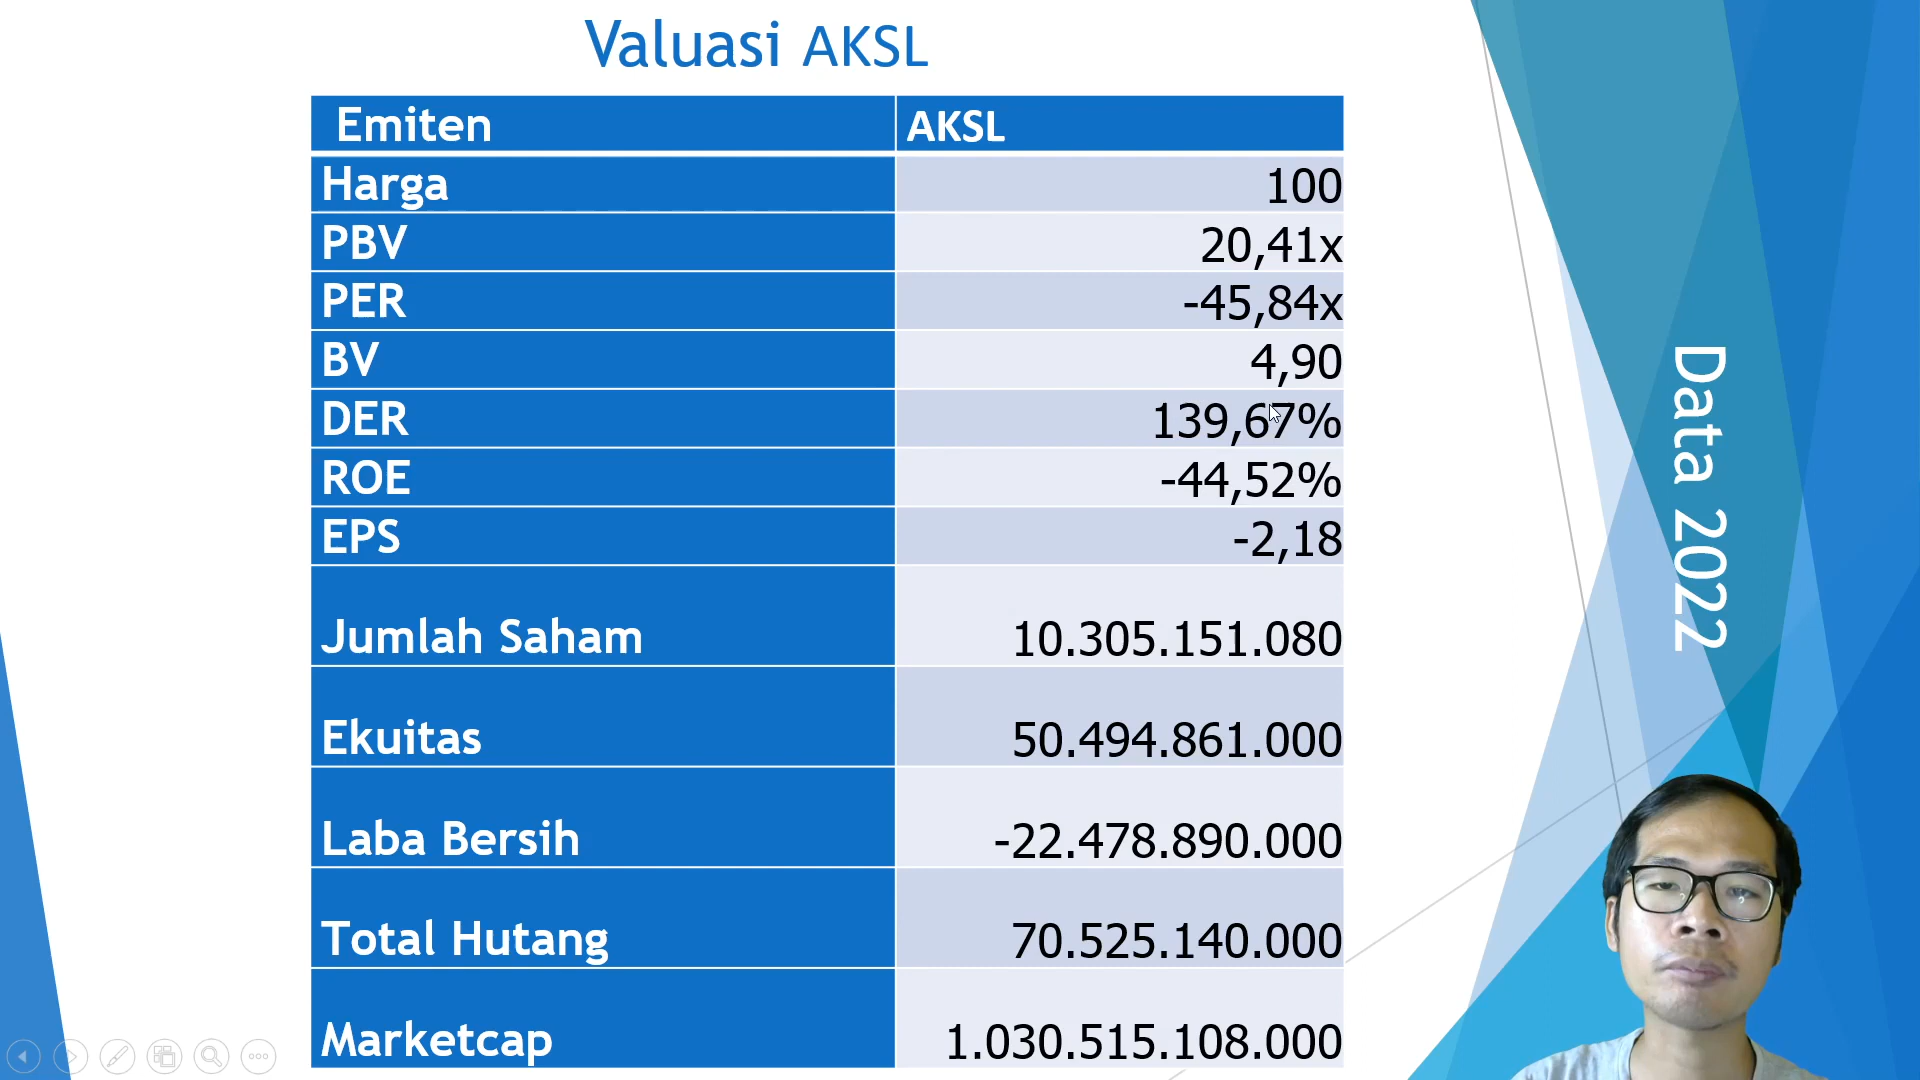 Valuasi AKSL
Emiten AKSL
Harga 100
PBV 20,41x
PER -45,84x
BV 4,90
DER 139,67%
ROE -44,52%
EPS -2,18
Jumlah Saham 10.305.151.080
Ekuitas 50.494.861.000
Laba Bersih -22.478.890.000
Total Hutang 70.525.140.000
Marketcap 1.030.515.108.000
Data 2022